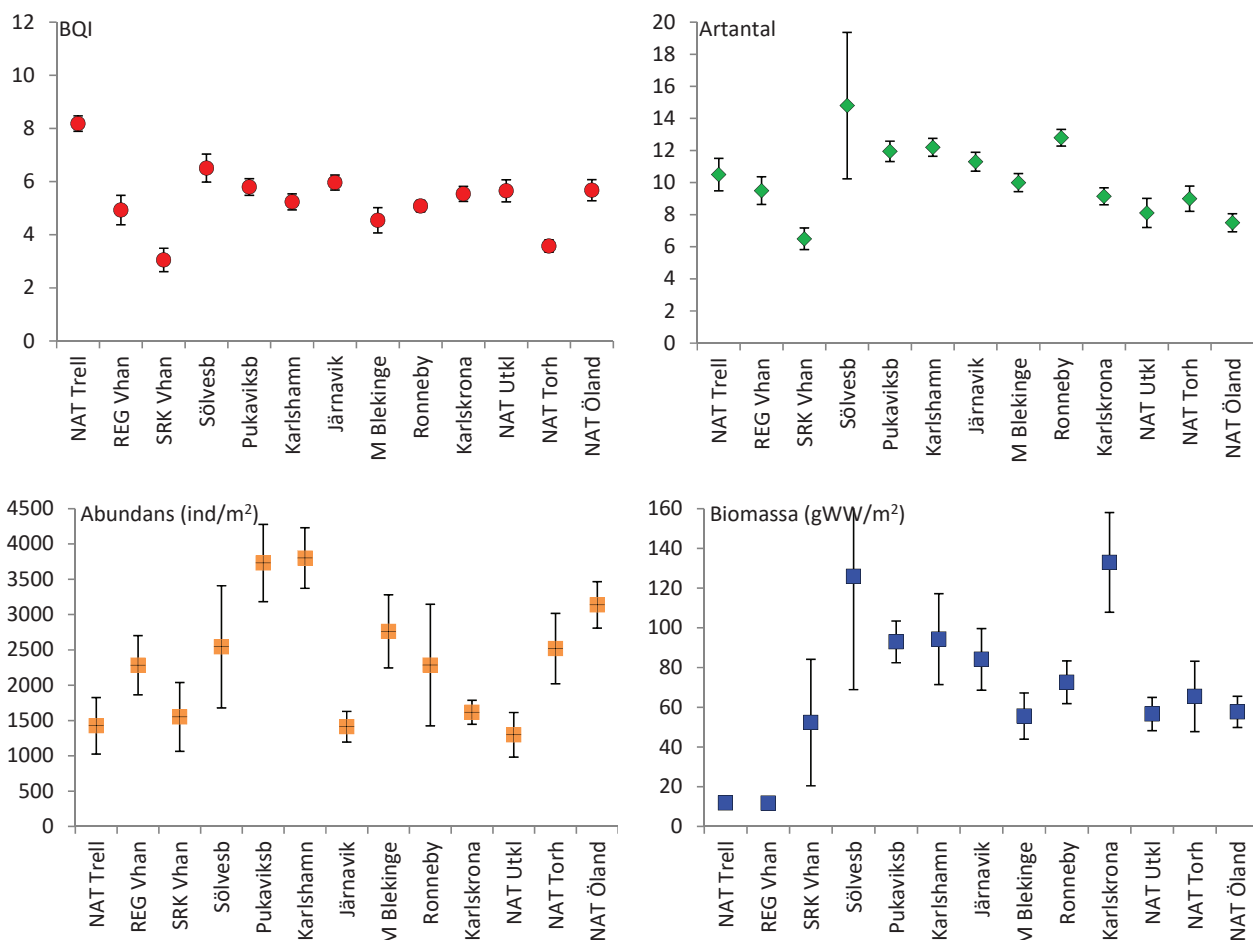 BQI
12
10
8
6
4
2
0
NAT Trell
REG Vhan
SRK Vhan
Sölvesb
Pukaviksb
Karlshamn
Järnavik
M Blekinge
Ronneby
Karlskrona
NAT Utkl
NAT Torh
NAT Öland
Artantal
20
18
16
14
12
10
8
6
4
2
0
NAT Trell
REG Vhan
SRK Vhan
Sölvesb
Pukaviksb
Karlshamn
Järnavik
M Blekinge
Ronneby
Karlskrona
NAT Utkl
NAT Torh
NAT Öland
Abundans (ind/m²)
4500
4000
3500
3000
2500
2000
1500
1000
500
0
NAT Trell
REG Vhan
SRK Vhan
Sölvesb
Pukaviksb
Karlshamn
Järnavik
M Blekinge
Ronneby
Karlskrona
NAT Utkl
NAT Torh
NAT Öland
Biomassa (gWW/m²)
160
140
120
100
80
60
40
20
0
NAT Trell
REG Vhan
SRK Vhan
Sölvesb
Pukaviksb
Karlshamn
Järnavik
M Blekinge
Ronneby
Karlskrona
NAT Utkl
NAT Torh
NAT Öland